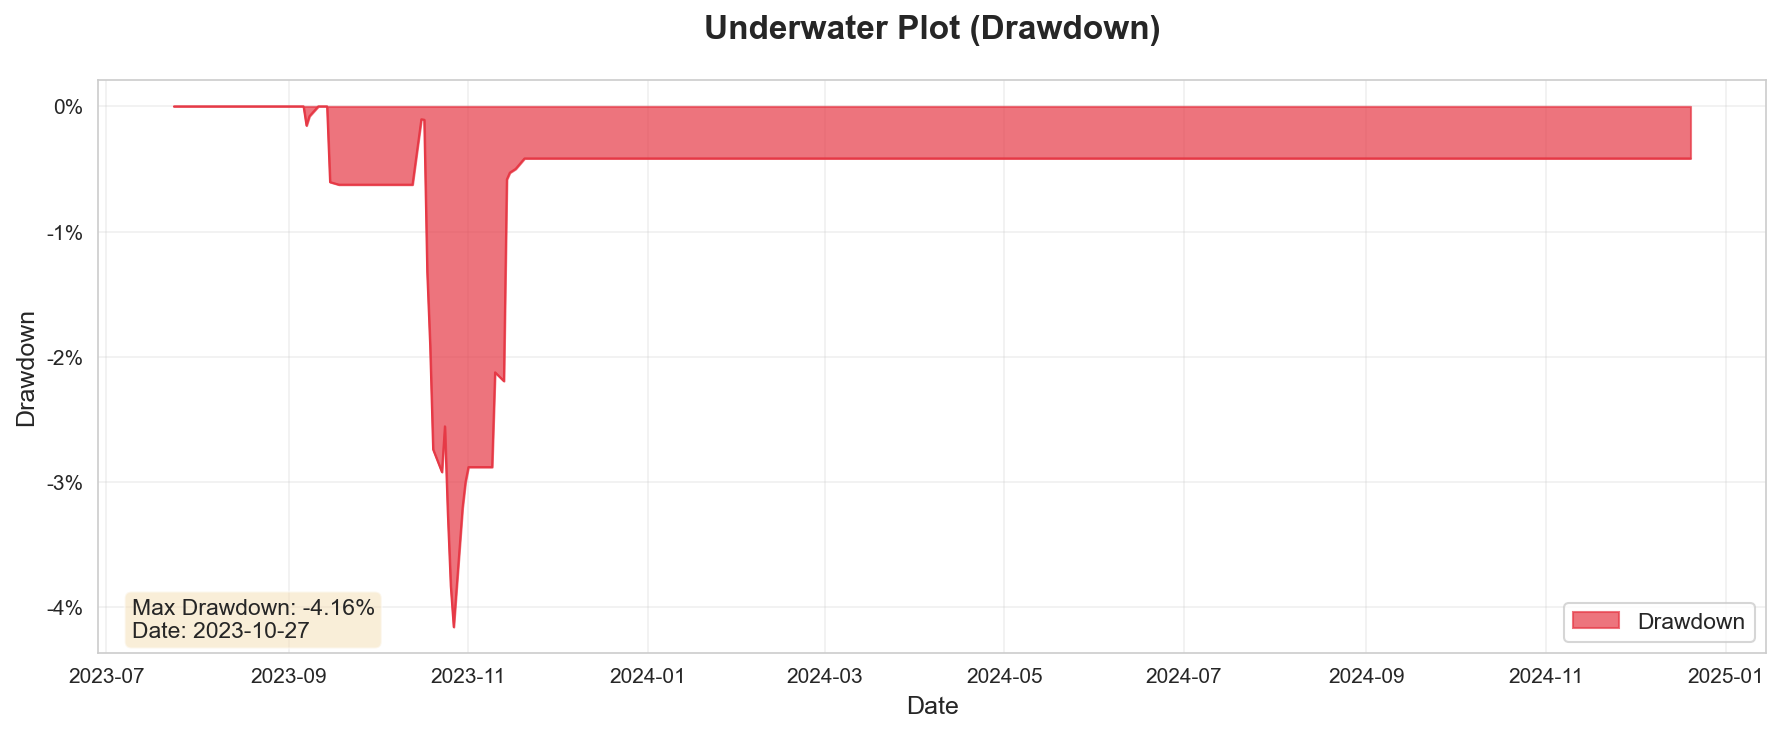 Underwater Plot (Drawdown)
0%
-1%
-2%
-3%
-4%
Drawdown
Max Drawdown: -4.16%
Date: 2023-10-27
Drawdown
2023-07
2023-09
2023-11
2024-01
2024-03
2024-05
2024-07
2024-09
2024-11
2025-01
Date